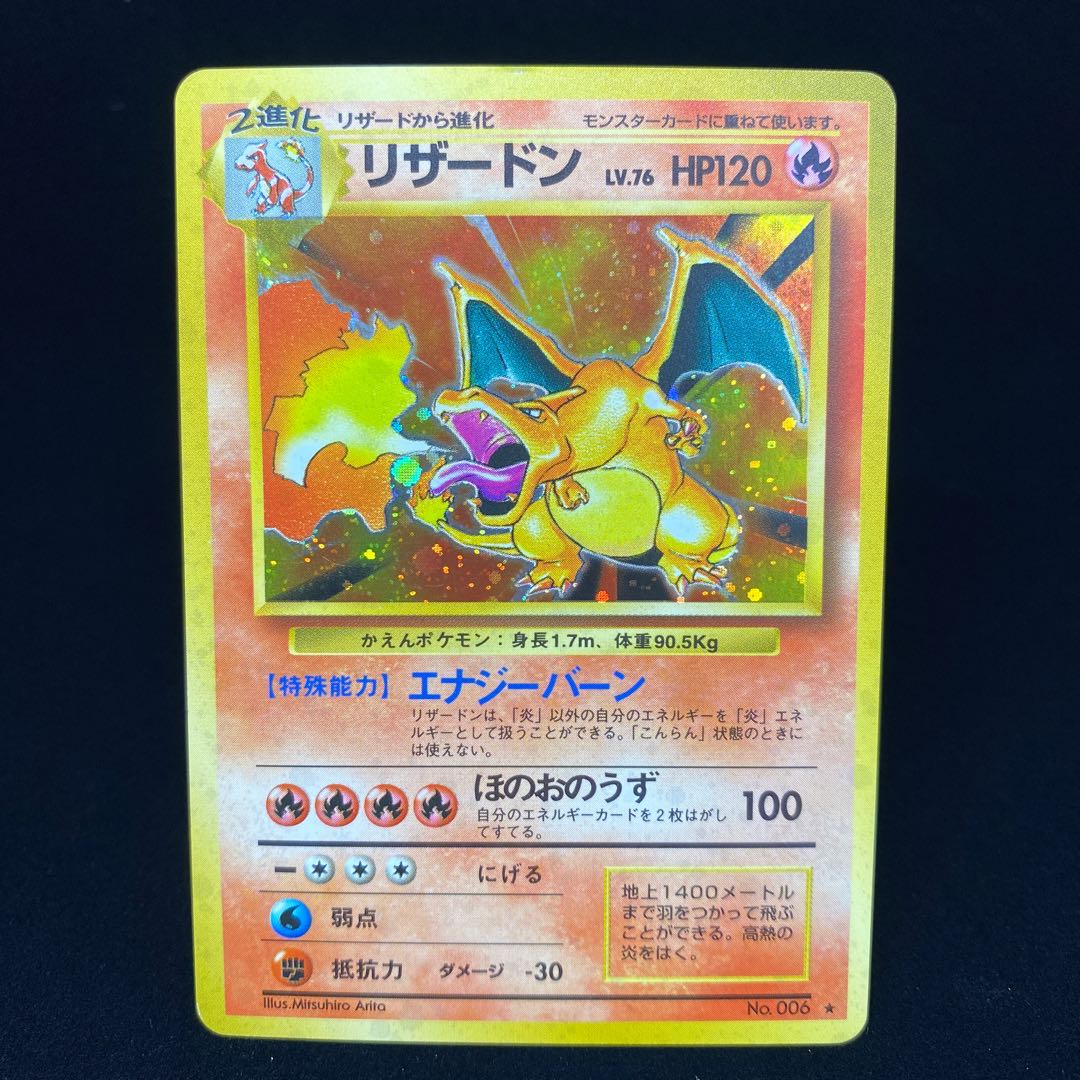 2進化
リザードから進化
モンスターカードに重ねて使います。
リザードン LV.76 HP120
かえんポケモン：身長1.7m、体重90.5Kg
【特殊能力】エナジーバーン
リザードンは、「炎」以外の自分のエネルギーを「炎」エネ
ルギーとして扱うことができる。「こんらん」状態のときに
は使えない。
ほのおのうず 100
自分のエネルギーカードを2枚はがし
てすてる。
ー にげる
弱点
抵抗力 ダメージ -30
地上1400メートル
まで羽をつかって飛ぶ
ことができる。高熱の
炎をはく。
Illus.Mitsuhiro Arita
No. 006 ★